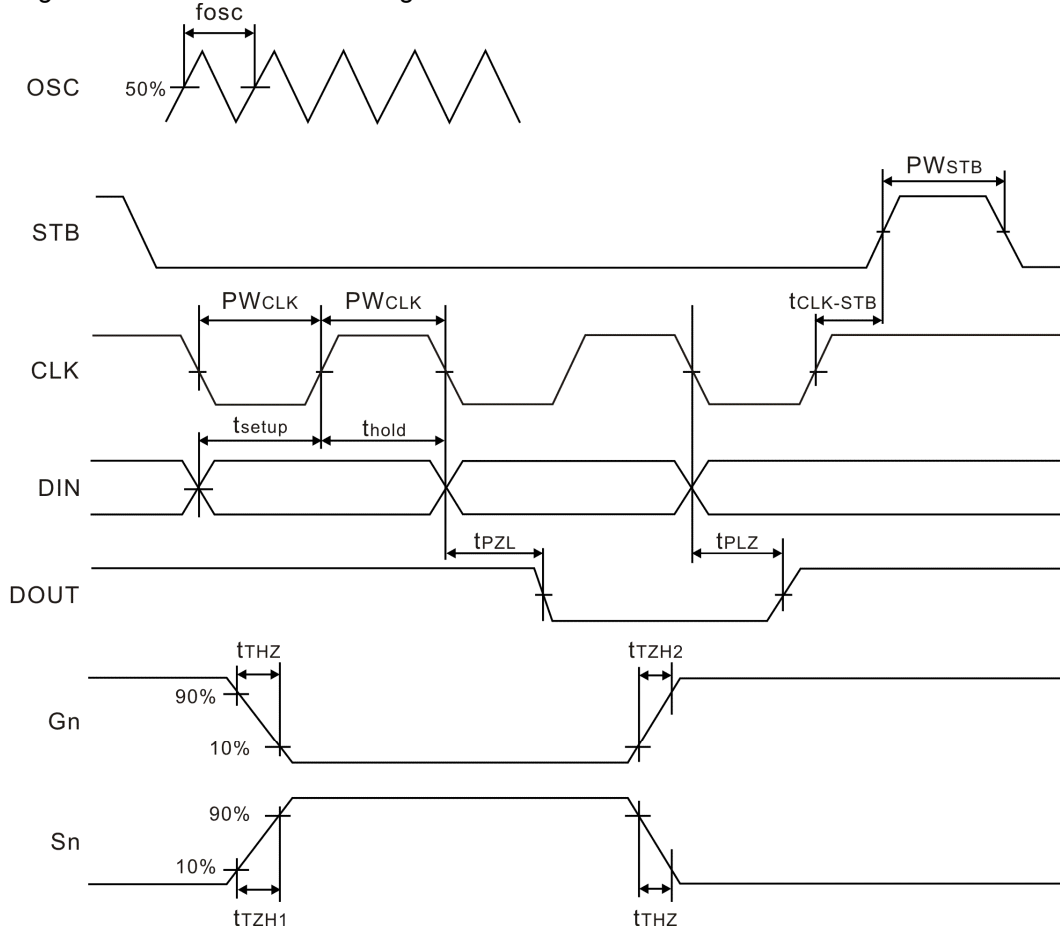 fosc
OSC
50%
PWSTB
STB
PWCLK PWCLK tCLK-STB
CLK
tsetup thold
DIN
tPZL tPLZ
DOUT
tTHZ tTZH2
90%
Gn
10%
90%
Sn
10%
tTZH1 tTHZ